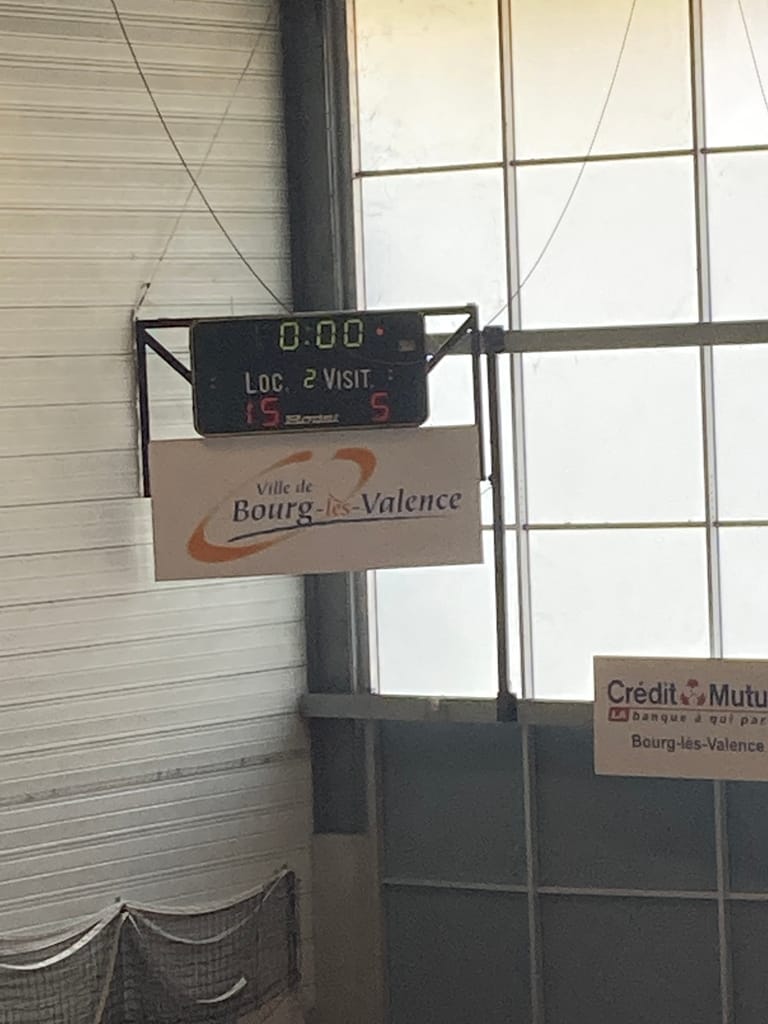 0:00
LOC. 2 VISIT.
15 5
Ville de
Bourg-lès-Valence
Crédit Mutu
LA banque à qui par
Bourg-lès-Valence